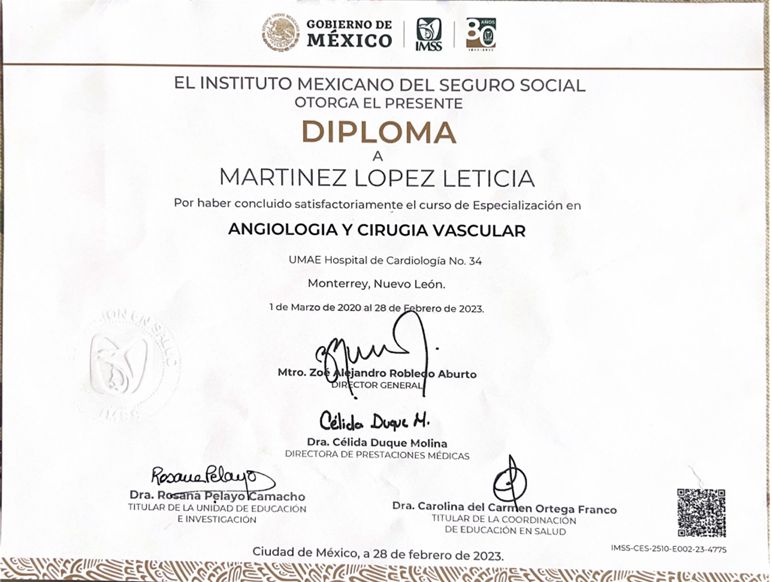 GOBIERNO DE
MÉXICO
IMSS
80 AÑOS
EL INSTITUTO MEXICANO DEL SEGURO SOCIAL
OTORGA EL PRESENTE
DIPLOMA
A
MARTINEZ LOPEZ LETICIA
Por haber concluido satisfactoriamente el curso de Especialización en
ANGIOLOGIA Y CIRUGIA VASCULAR
UMAE Hospital de Cardiología No. 34
Monterrey, Nuevo León.
1 de Marzo de 2020 al 28 de Febrero de 2023.
Mtro. Zoé Alejandro Robledo Aburto
DIRECTOR GENERAL
Célida Duque M.
Dra. Célida Duque Molina
DIRECTORA DE PRESTACIONES MÉDICAS
Rosana Pelayo
Dra. Rosana Pelayo Camacho
TITULAR DE LA UNIDAD DE EDUCACIÓN
E INVESTIGACIÓN
Dra. Carolina del Carmen Ortega Franco
TITULAR DE LA COORDINACIÓN
DE EDUCACIÓN EN SALUD
IMSS-CES-2510-E002-23-4775
Ciudad de México, a 28 de febrero de 2023.